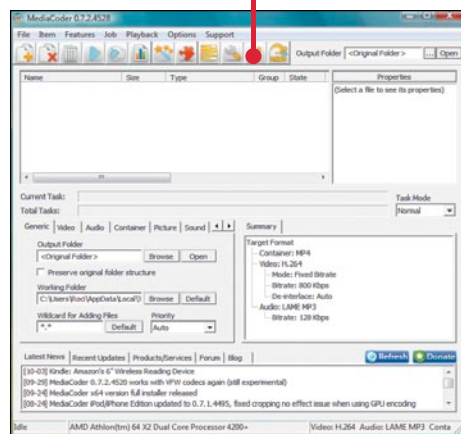 MediaCoder 0.7.2.4528
File Item Features Job Playback Options Support
Output Folder <Original Folder> ... Open
Name Size Type Group State
Properties
(Select a file to see its properties)
Current Task:
Total Tasks:
Task Mode
Normal
Generic Video Audio Container Picture Sound
Summary
Output Folder
<Original Folder> Browse Open
Preserve original folder structure
Working Folder
C:\Users\Rod\AppData\Local\ Browse Default
Wildcard for Adding Files Priority
*.* Default Auto
Target Format
Container: MP4
Video: H.264
Mode: Fixed Bitrate
Bitrate: 800 Kbps
De-interlace: Auto
Audio: LAME MP3
Bitrate: 128 Kbps
Latest News Recent Updates Products/Services Forum Blog Refresh Donate
[10-03] Kindle: Amazon's 6" Wireless Reading Device
[09-29] MediaCoder 0.7.2.4520 works with VFW codecs again (still experimental)
[09-24] MediaCoder x64 version full installer released
[08-24] MediaCoder iPod/iPhone Edition updated to 0.7.1.4495, fixed cropping no effect issue when using GPU encoding
Idle AMD Athlon(tm) 64 X2 Dual Core Processor 4200+ Video: H.264 Audio: LAME MP3 Conta